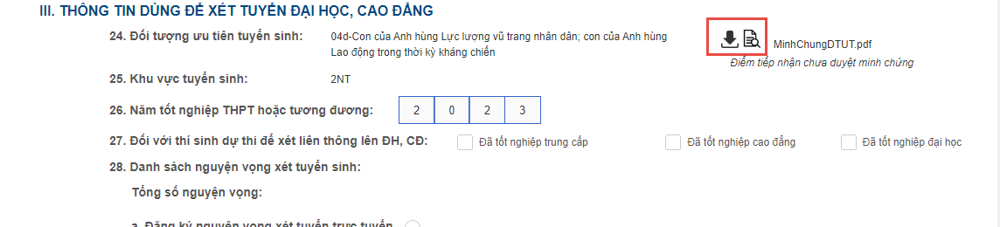 III. THÔNG TIN DÙNG ĐỂ XÉT TUYỂN ĐẠI HỌC, CAO ĐẲNG
24. Đối tượng ưu tiên tuyển sinh: 04d-Con của Anh hùng Lực lượng vũ trang nhân dân; con của Anh hùng
Lao động trong thời kỳ kháng chiến
MinhChungDTUT.pdf
Điểm tiếp nhận chưa duyệt minh chứng
25. Khu vực tuyển sinh: 2NT
26. Năm tốt nghiệp THPT hoặc tương đương: 2 0 2 3
27. Đối với thí sinh dự thi để xét liên thông lên ĐH, CĐ: Đã tốt nghiệp trung cấp Đã tốt nghiệp cao đẳng Đã tốt nghiệp đại học
28. Danh sách nguyện vọng xét tuyển sinh:
Tổng số nguyện vọng:
a. Đăng ký nguyện vọng xét tuyển trực tuyến